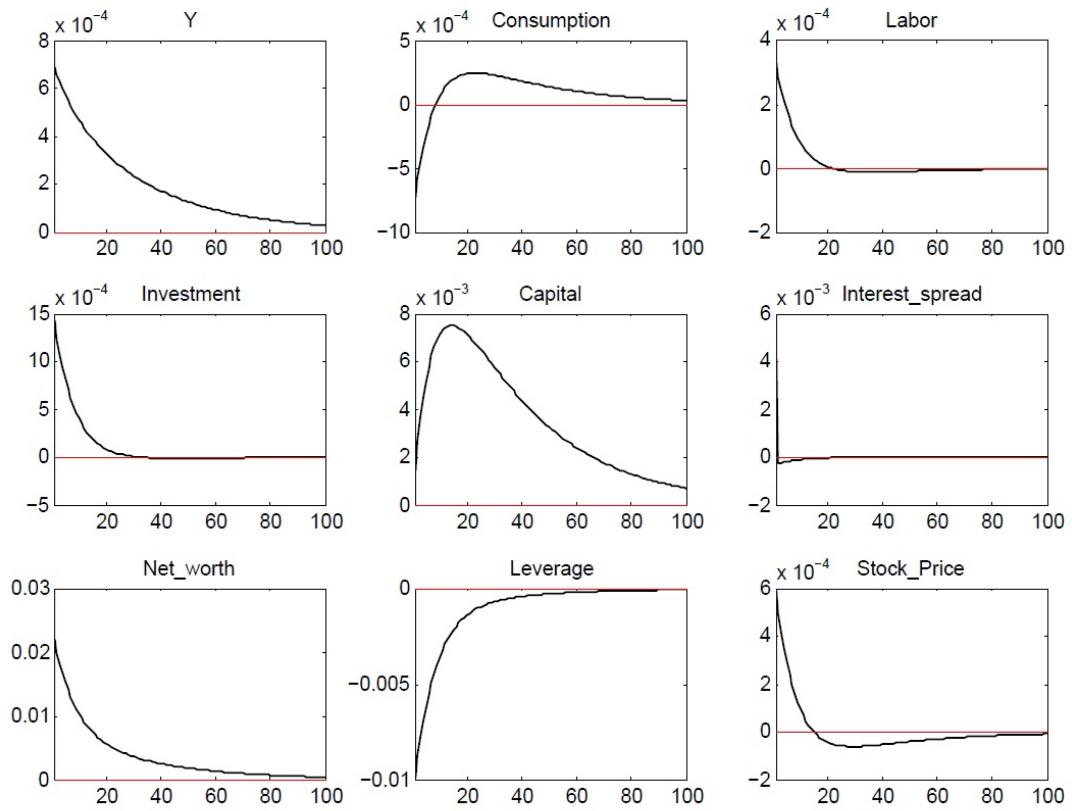 x 10⁻⁴ Y
8
6
4
2
0
20 40 60 80 100
x 10⁻⁴ Consumption
5
0
−5
−10
20 40 60 80 100
x 10⁻⁴ Labor
4
2
0
−2
20 40 60 80 100
x 10⁻⁴ Investment
15
10
5
0
−5
20 40 60 80 100
x 10⁻³ Capital
8
6
4
2
0
20 40 60 80 100
x 10⁻³ Interest_spread
6
4
2
0
−2
20 40 60 80 100
Net_worth
0.03
0.02
0.01
0
20 40 60 80 100
Leverage
0
−0.005
−0.01
20 40 60 80 100
x 10⁻⁴ Stock_Price
6
4
2
0
−2
20 40 60 80 100